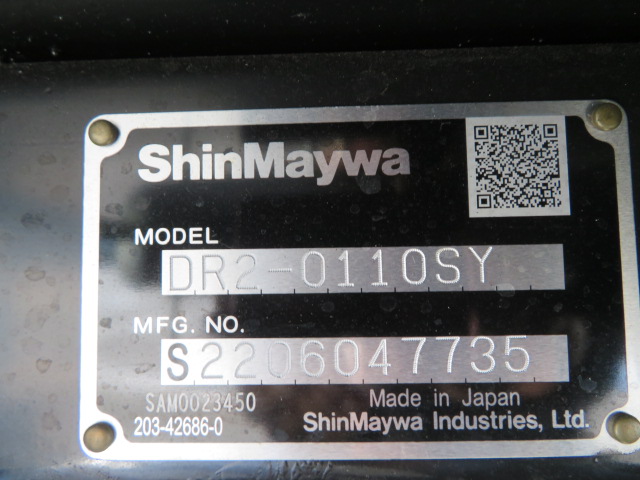 ShinMaywa
MODEL
DR2-0110SY
MFG. NO.
S2206047735
SAM0023450
Made in Japan
203-42686-0
ShinMaywa Industries, Ltd.